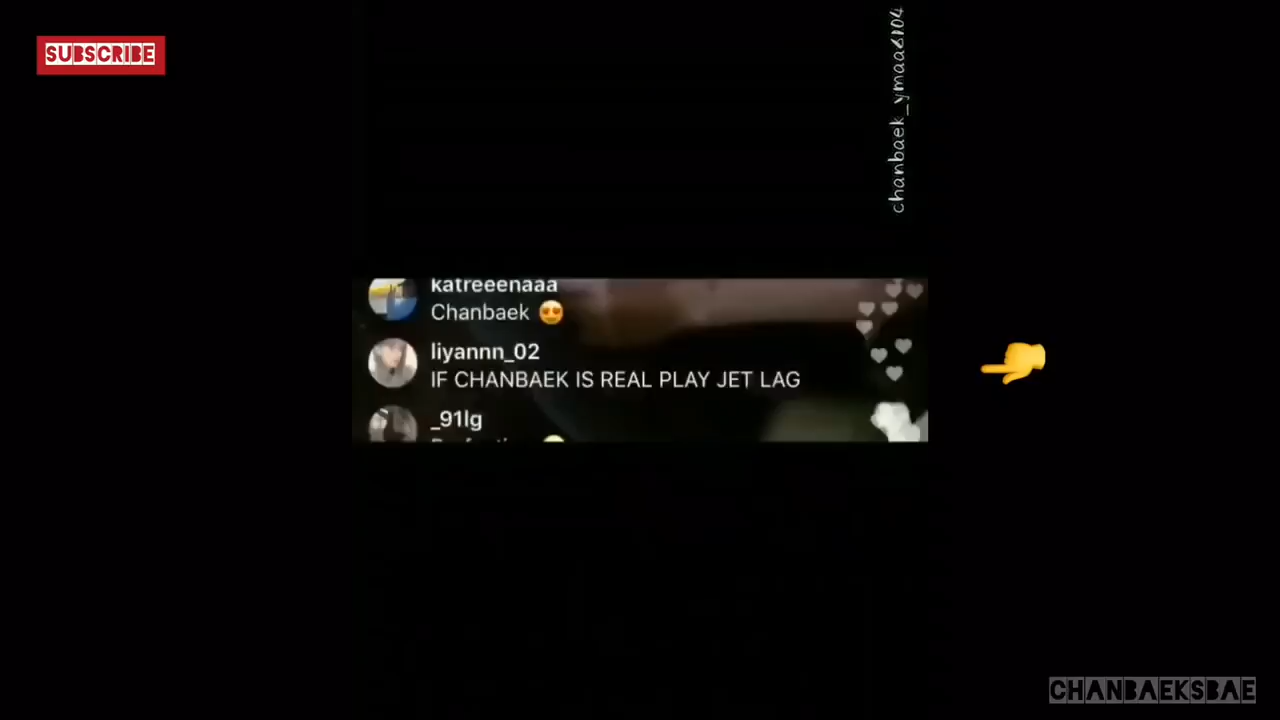 SUBSCRIBE
chanbaek_ymaa6104
katreeenaaa
Chanbaek 😍
liyannn_02
IF CHANBAEK IS REAL PLAY JET LAG
_91lg
CHANBAEKSBAE